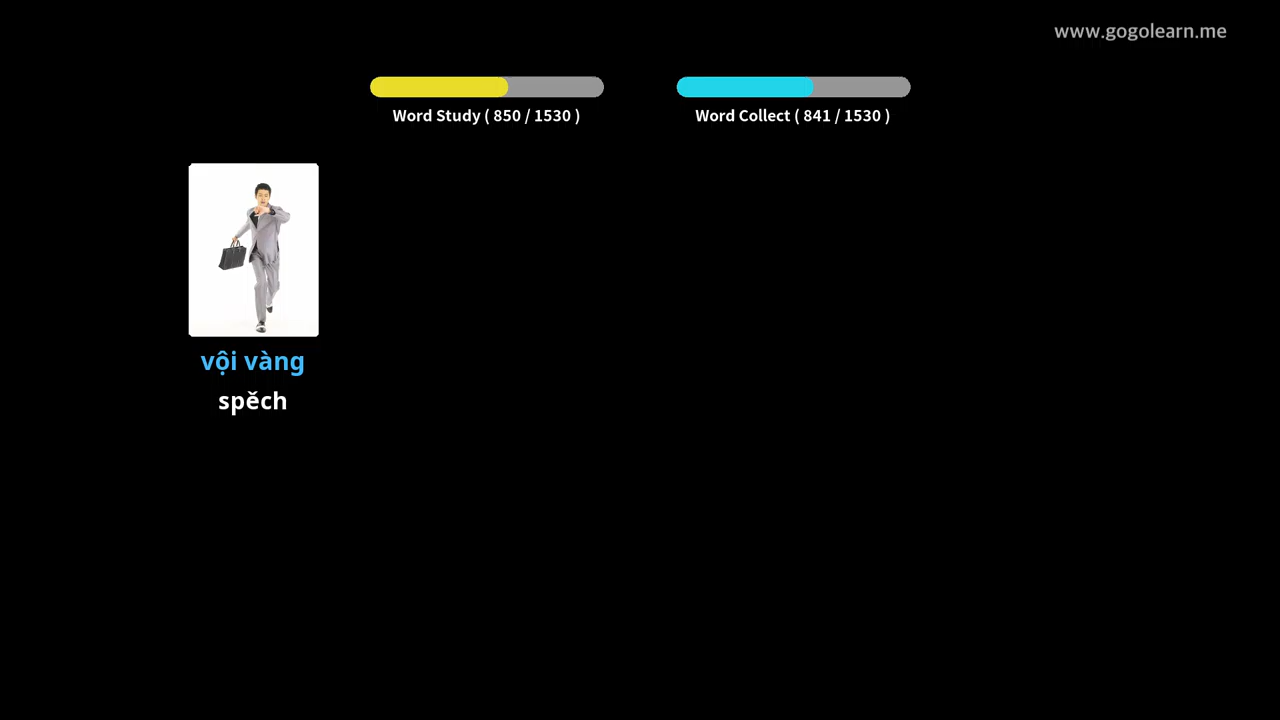 www.gogolearn.me
Word Study ( 850 / 1530 )
Word Collect ( 841 / 1530 )
vội vàng
spěch